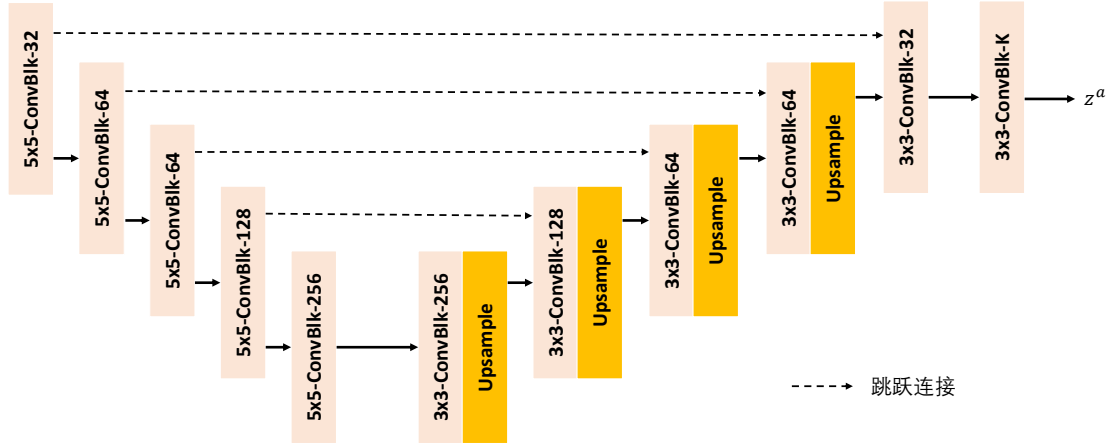 5x5-ConvBlk-32
5x5-ConvBlk-64
5x5-ConvBlk-64
5x5-ConvBlk-128
5x5-ConvBlk-256
3x3-ConvBlk-256
Upsample
3x3-ConvBlk-128
Upsample
3x3-ConvBlk-64
Upsample
3x3-ConvBlk-64
Upsample
3x3-ConvBlk-32
3x3-ConvBlk-K
zᵃ
跳跃连接